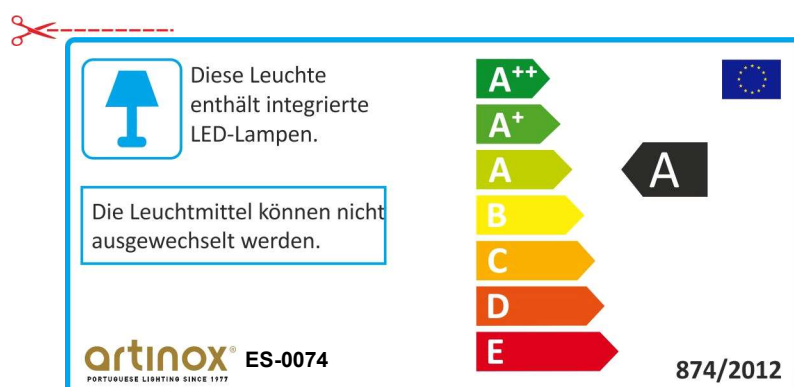 Diese Leuchte
enthält integrierte
LED-Lampen.
Die Leuchtmittel können nicht
ausgewechselt werden.
artinox® ES-0074
PORTUGUESE LIGHTING SINCE 1977
A++
A+
A
B
C
D
E
A
874/2012